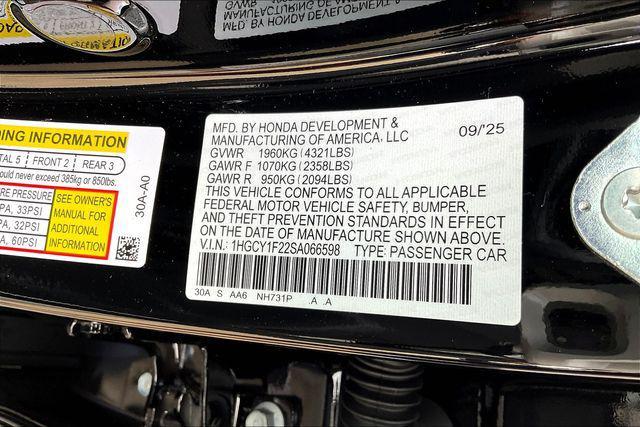 MFD. BY HONDA DEVELOPMENT &
MANUFACTURING OF AMERICA, LLC
09/25
GVWR 1960KG (4321LBS)
GAWR F 1070KG (2358LBS)
GAWR R 950KG (2094LBS)
THIS VEHICLE CONFORMS TO ALL APPLICABLE
FEDERAL MOTOR VEHICLE SAFETY, BUMPER,
AND THEFT PREVENTION STANDARDS IN EFFECT
ON THE DATE OF MANUFACTURE SHOWN ABOVE.
V.I.N.: 1HGCY1F22SA066598 TYPE: PASSENGER CAR
30A S AA6 NH731P .A .A
DING INFORMATION
TAL 5 FRONT 2 REAR 3
ould never exceed 385kg or 850lbs.
E PRESSURE
PA, 33PSI
PA, 32PSI
A, 60PSI
SEE OWNER'S
MANUAL FOR
ADDITIONAL
INFORMATION
30A-A0